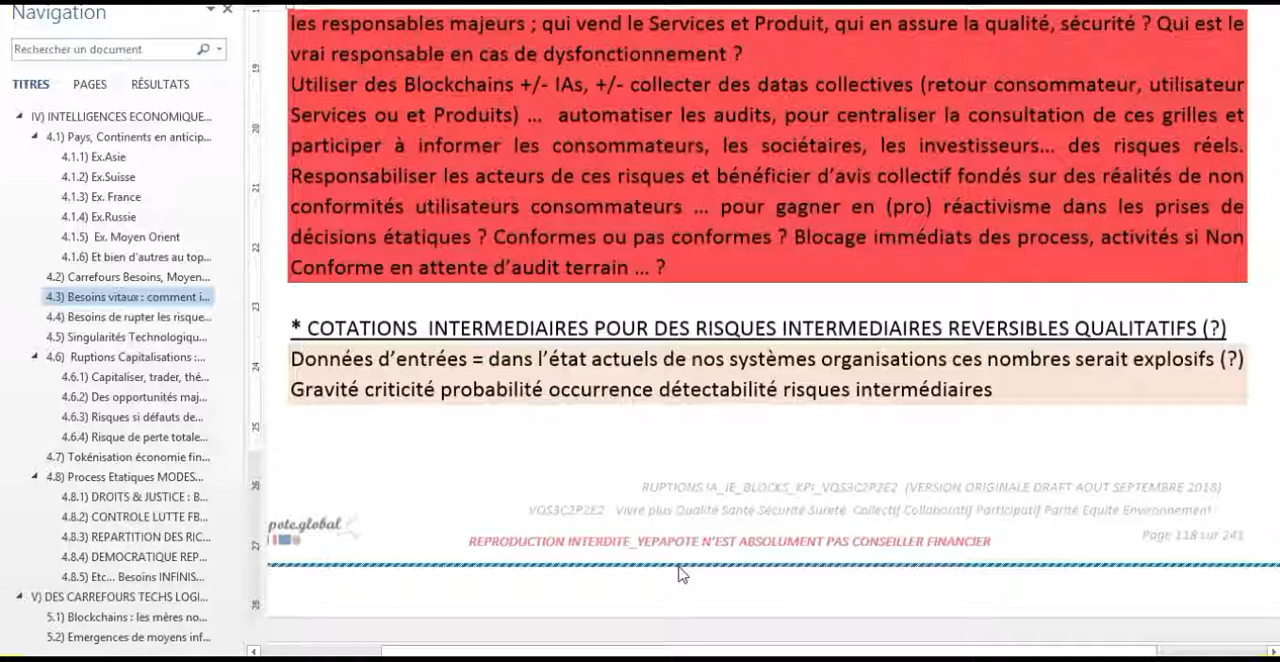 Navigation
Rechercher un document
TITRES PAGES RÉSULTATS
IV) INTELLIGENCES ECONOMIQUE...
4.1) Pays, Continents en anticip...
4.1.1) Ex.Asie
4.1.2) Ex.Suisse
4.1.3) Ex. France
4.1.4) Ex.Russie
4.1.5) Ex. Moyen Orient
4.1.6) Et bien d'autres au top...
4.2) Carrefours Besoins, Moyen...
4.3) Besoins vitaux : comment i...
4.4) Besoins de rupter les risque...
4.5) Singularités Technologiqu...
4.6) Ruptions Capitalisations :...
4.6.1) Capitaliser, trader, thé...
4.6.2) Des opportunités maj...
4.6.3) Risques si défauts de...
4.6.4) Risque de perte totale...
4.7) Tokénisation économie fin...
4.8) Process Etatiques MODES...
4.8.1) DROITS & JUSTICE : B...
4.8.2) CONTROLE LUTTE FB...
4.8.3) REPARTITION DES RIC...
4.8.4) DEMOCRATIQUE REP...
4.8.5) Etc... Besoins INFINIS...
V) DES CARREFOURS TECHS LOGI...
5.1) Blockchains : les mères no...
5.2) Emergences de moyens inf...
19
20
21
22
23
24
25
26
27
28
les responsables majeurs ; qui vend le Services et Produit, qui en assure la qualité, sécurité ? Qui est le
vrai responsable en cas de dysfonctionnement ?
Utiliser des Blockchains +/- IAs, +/- collecter des datas collectives (retour consommateur, utilisateur
Services ou et Produits) ... automatiser les audits, pour centraliser la consultation de ces grilles et
participer à informer les consommateurs, les sociétaires, les investisseurs... des risques réels.
Responsabiliser les acteurs de ces risques et bénéficier d'avis collectif fondés sur des réalités de non
conformités utilisateurs consommateurs ... pour gagner en (pro) réactivisme dans les prises de
décisions étatiques ? Conformes ou pas conformes ? Blocage immédiats des process, activités si Non
Conforme en attente d'audit terrain ... ?
* COTATIONS INTERMEDIAIRES POUR DES RISQUES INTERMEDIAIRES REVERSIBLES QUALITATIFS (?)
Données d'entrées = dans l'état actuels de nos systèmes organisations ces nombres serait explosifs (?)
Gravité criticité probabilité occurrence détectabilité risques intermédiaires
RUPTIONS IA_IE_BLOCKS_KPI_VQS3C2P2E2 (VERSION ORIGINALE DRAFT AOUT SEPTEMBRE 2018)
VQS3C2P2E2 Vivre plus Qualité Santé Sécurité Sureté Collectif Collaboratif Participatif Parité Equite Environnement
pote.global
Page 118 sur 241
REPRODUCTION INTERDITE_YEPAPOTE N'EST ABSOLUMENT PAS CONSEILLER FINANCIER